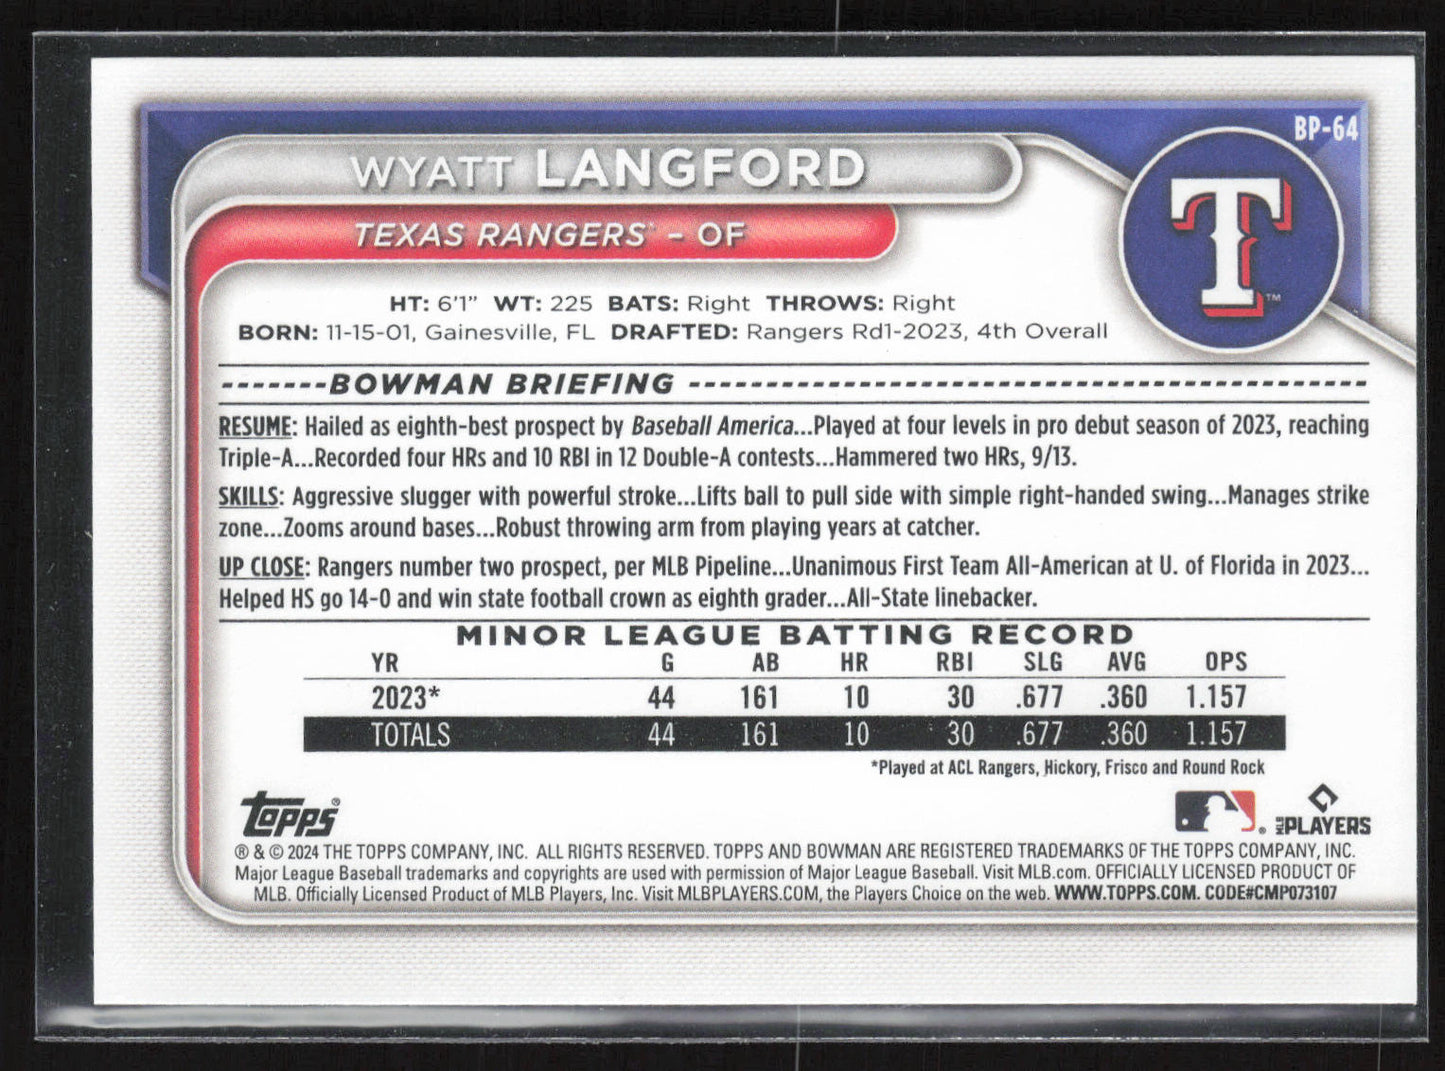 BP-64
WYATT LANGFORD
TEXAS RANGERS - OF
T™
HT: 6'1" WT: 225 BATS: Right THROWS: Right
BORN: 11-15-01, Gainesville, FL DRAFTED: Rangers Rd1-2023, 4th Overall
-------BOWMAN BRIEFING --------------------------------------------
RESUME: Hailed as eighth-best prospect by Baseball America...Played at four levels in pro debut season of 2023, reaching
Triple-A...Recorded four HRs and 10 RBI in 12 Double-A contests...Hammered two HRs, 9/13.
SKILLS: Aggressive slugger with powerful stroke...Lifts ball to pull side with simple right-handed swing...Manages strike
zone...Zooms around bases...Robust throwing arm from playing years at catcher.
UP CLOSE: Rangers number two prospect, per MLB Pipeline...Unanimous First Team All-American at U. of Florida in 2023...
Helped HS go 14-0 and win state football crown as eighth grader...All-State linebacker.
MINOR LEAGUE BATTING RECORD
YR G AB HR RBI SLG AVG OPS
2023* 44 161 10 30 .677 .360 1.157
TOTALS 44 161 10 30 .677 .360 1.157
*Played at ACL Rangers, Hickory, Frisco and Round Rock
Topps®
® MLB PLAYERS
® & © 2024 THE TOPPS COMPANY, INC. ALL RIGHTS RESERVED. TOPPS AND BOWMAN ARE REGISTERED TRADEMARKS OF THE TOPPS COMPANY, INC.
Major League Baseball trademarks and copyrights are used with permission of Major League Baseball. Visit MLB.com. OFFICIALLY LICENSED PRODUCT OF
MLB. Officially Licensed Product of MLB Players, Inc. Visit MLBPLAYERS.COM, the Players Choice on the web. WWW.TOPPS.COM. CODE#CMP073107